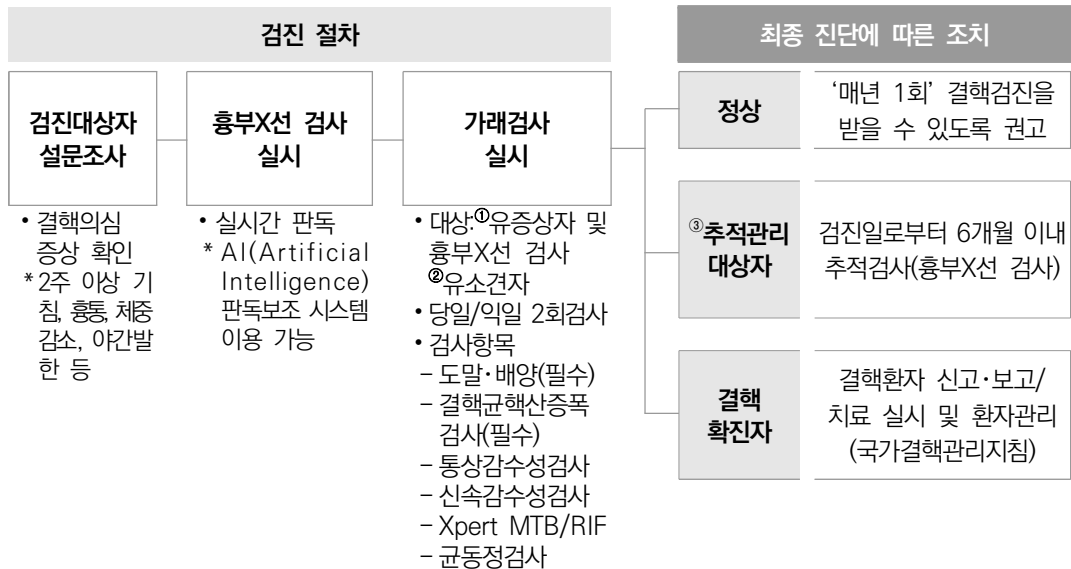 검진 절차
최종 진단에 따른 조치
검진대상자
설문조사
• 결핵의심
증상 확인
* 2주 이상 기
침, 흉통, 체중
감소, 야간발
한 등
흉부X선 검사
실시
• 실시간 판독
* AI(Artificial
Intelligence)
판독보조 시스템
이용 가능
가래검사
실시
• 대상:①유증상자 및
흉부X선 검사
②유소견자
• 당일/익일 2회검사
• 검사항목
- 도말·배양(필수)
- 결핵균핵산증폭
검사(필수)
- 통상감수성검사
- 신속감수성검사
- Xpert MTB/RIF
- 균동정검사
정상
‘매년 1회’ 결핵검진을
받을 수 있도록 권고
③추적관리
대상자
검진일로부터 6개월 이내
추적검사(흉부X선 검사)
결핵
확진자
결핵환자 신고·보고/
치료 실시 및 환자관리
(국가결핵관리지침)